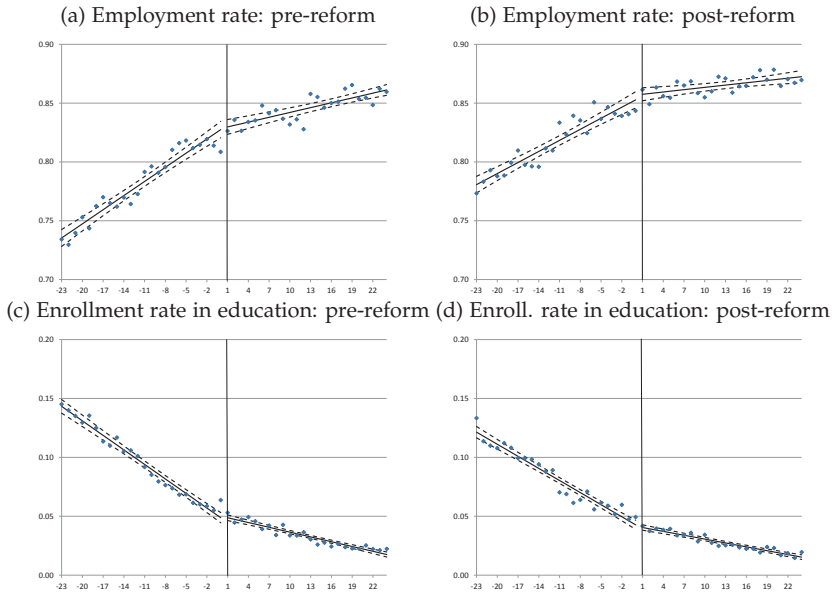 (a) Employment rate: pre-reform
0.90
0.85
0.80
0.75
0.70
-23 -20 -17 -14 -11 -8 -5 -2 1 4 7 10 13 16 19 22
(b) Employment rate: post-reform
0.90
0.85
0.80
0.75
0.70
-23 -20 -17 -14 -11 -8 -5 -2 1 4 7 10 13 16 19 22
(c) Enrollment rate in education: pre-reform
0.20
0.15
0.10
0.05
0.00
-23 -20 -17 -14 -11 -8 -5 -2 1 4 7 10 13 16 19 22
(d) Enroll. rate in education: post-reform
0.20
0.15
0.10
0.05
0.00
-23 -20 -17 -14 -11 -8 -5 -2 1 4 7 10 13 16 19 22